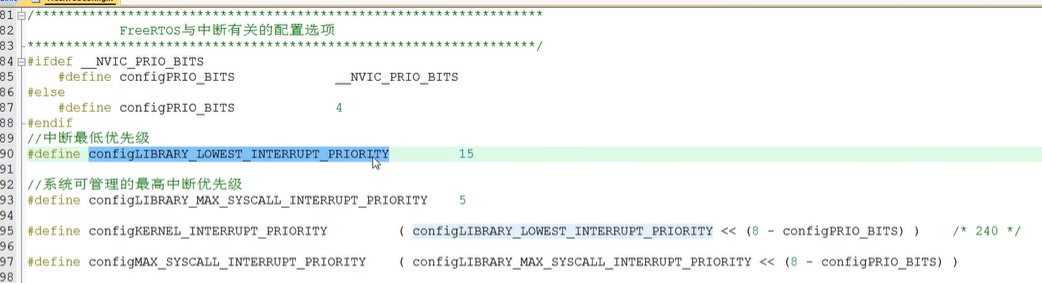 81 /***************************************************************************
82 FreeRTOS与中断有关的配置选项
83 ***************************************************************************/
84 #ifdef __NVIC_PRIO_BITS
85 #define configPRIO_BITS __NVIC_PRIO_BITS
86 #else
87 #define configPRIO_BITS 4
88 #endif
89 //中断最低优先级
90 #define configLIBRARY_LOWEST_INTERRUPT_PRIORITY 15
91
92 //系统可管理的最高中断优先级
93 #define configLIBRARY_MAX_SYSCALL_INTERRUPT_PRIORITY 5
94
95 #define configKERNEL_INTERRUPT_PRIORITY ( configLIBRARY_LOWEST_INTERRUPT_PRIORITY << (8 - configPRIO_BITS) ) /* 240 */
96
97 #define configMAX_SYSCALL_INTERRUPT_PRIORITY ( configLIBRARY_MAX_SYSCALL_INTERRUPT_PRIORITY << (8 - configPRIO_BITS) )
98